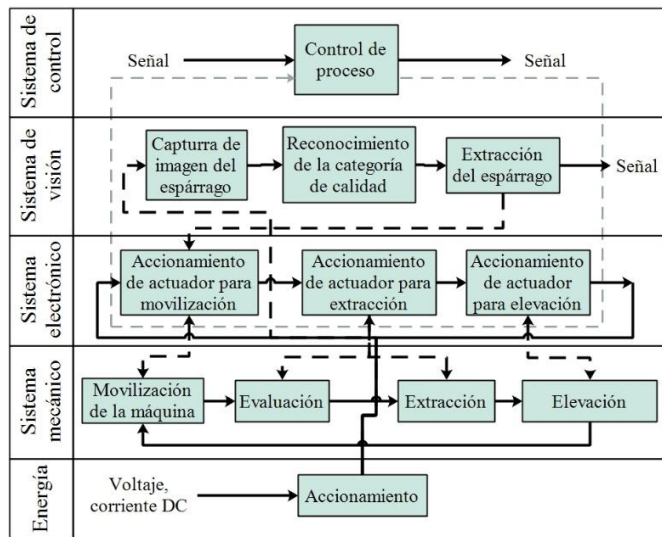 Sistema de
control
Señal
Control de
proceso
Señal
Sistema de
visión
Capturra de
imagen del
espárrago
Reconocimiento
de la categoría
de calidad
Extracción
del espárrago
Señal
Sistema
electrónico
Accionamiento
de actuador para
movilización
Accionamiento
de actuador para
extracción
Accionamiento
de actuador
para elevación
Sistema
mecánico
Movilización
de la máquina
Evaluación
Extracción
Elevación
Energía
Voltaje,
corriente DC
Accionamiento